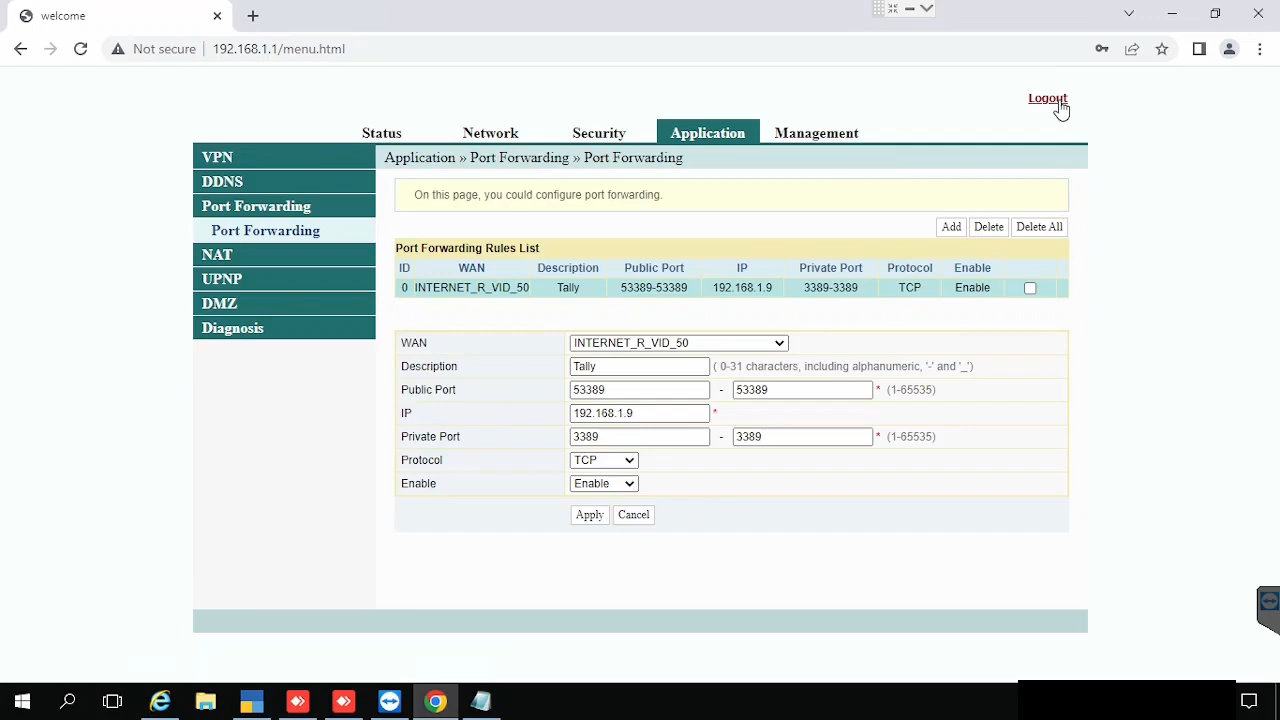 welcome
Not secure 192.168.1.1/menu.html
Logout
Status Network Security Application Management
VPN
DDNS
Port Forwarding
Port Forwarding
NAT
UPNP
DMZ
Diagnosis
Application » Port Forwarding » Port Forwarding
On this page, you could configure port forwarding.
Add Delete Delete All
Port Forwarding Rules List
ID WAN Description Public Port IP Private Port Protocol Enable
0 INTERNET_R_VID_50 Tally 53389-53389 192.168.1.9 3389-3389 TCP Enable
WAN INTERNET_R_VID_50
Description Tally ( 0-31 characters, including alphanumeric, '-' and '_')
Public Port 53389 - 53389 * (1-65535)
IP 192.168.1.9 *
Private Port 3389 - 3389 * (1-65535)
Protocol TCP
Enable Enable
Apply Cancel